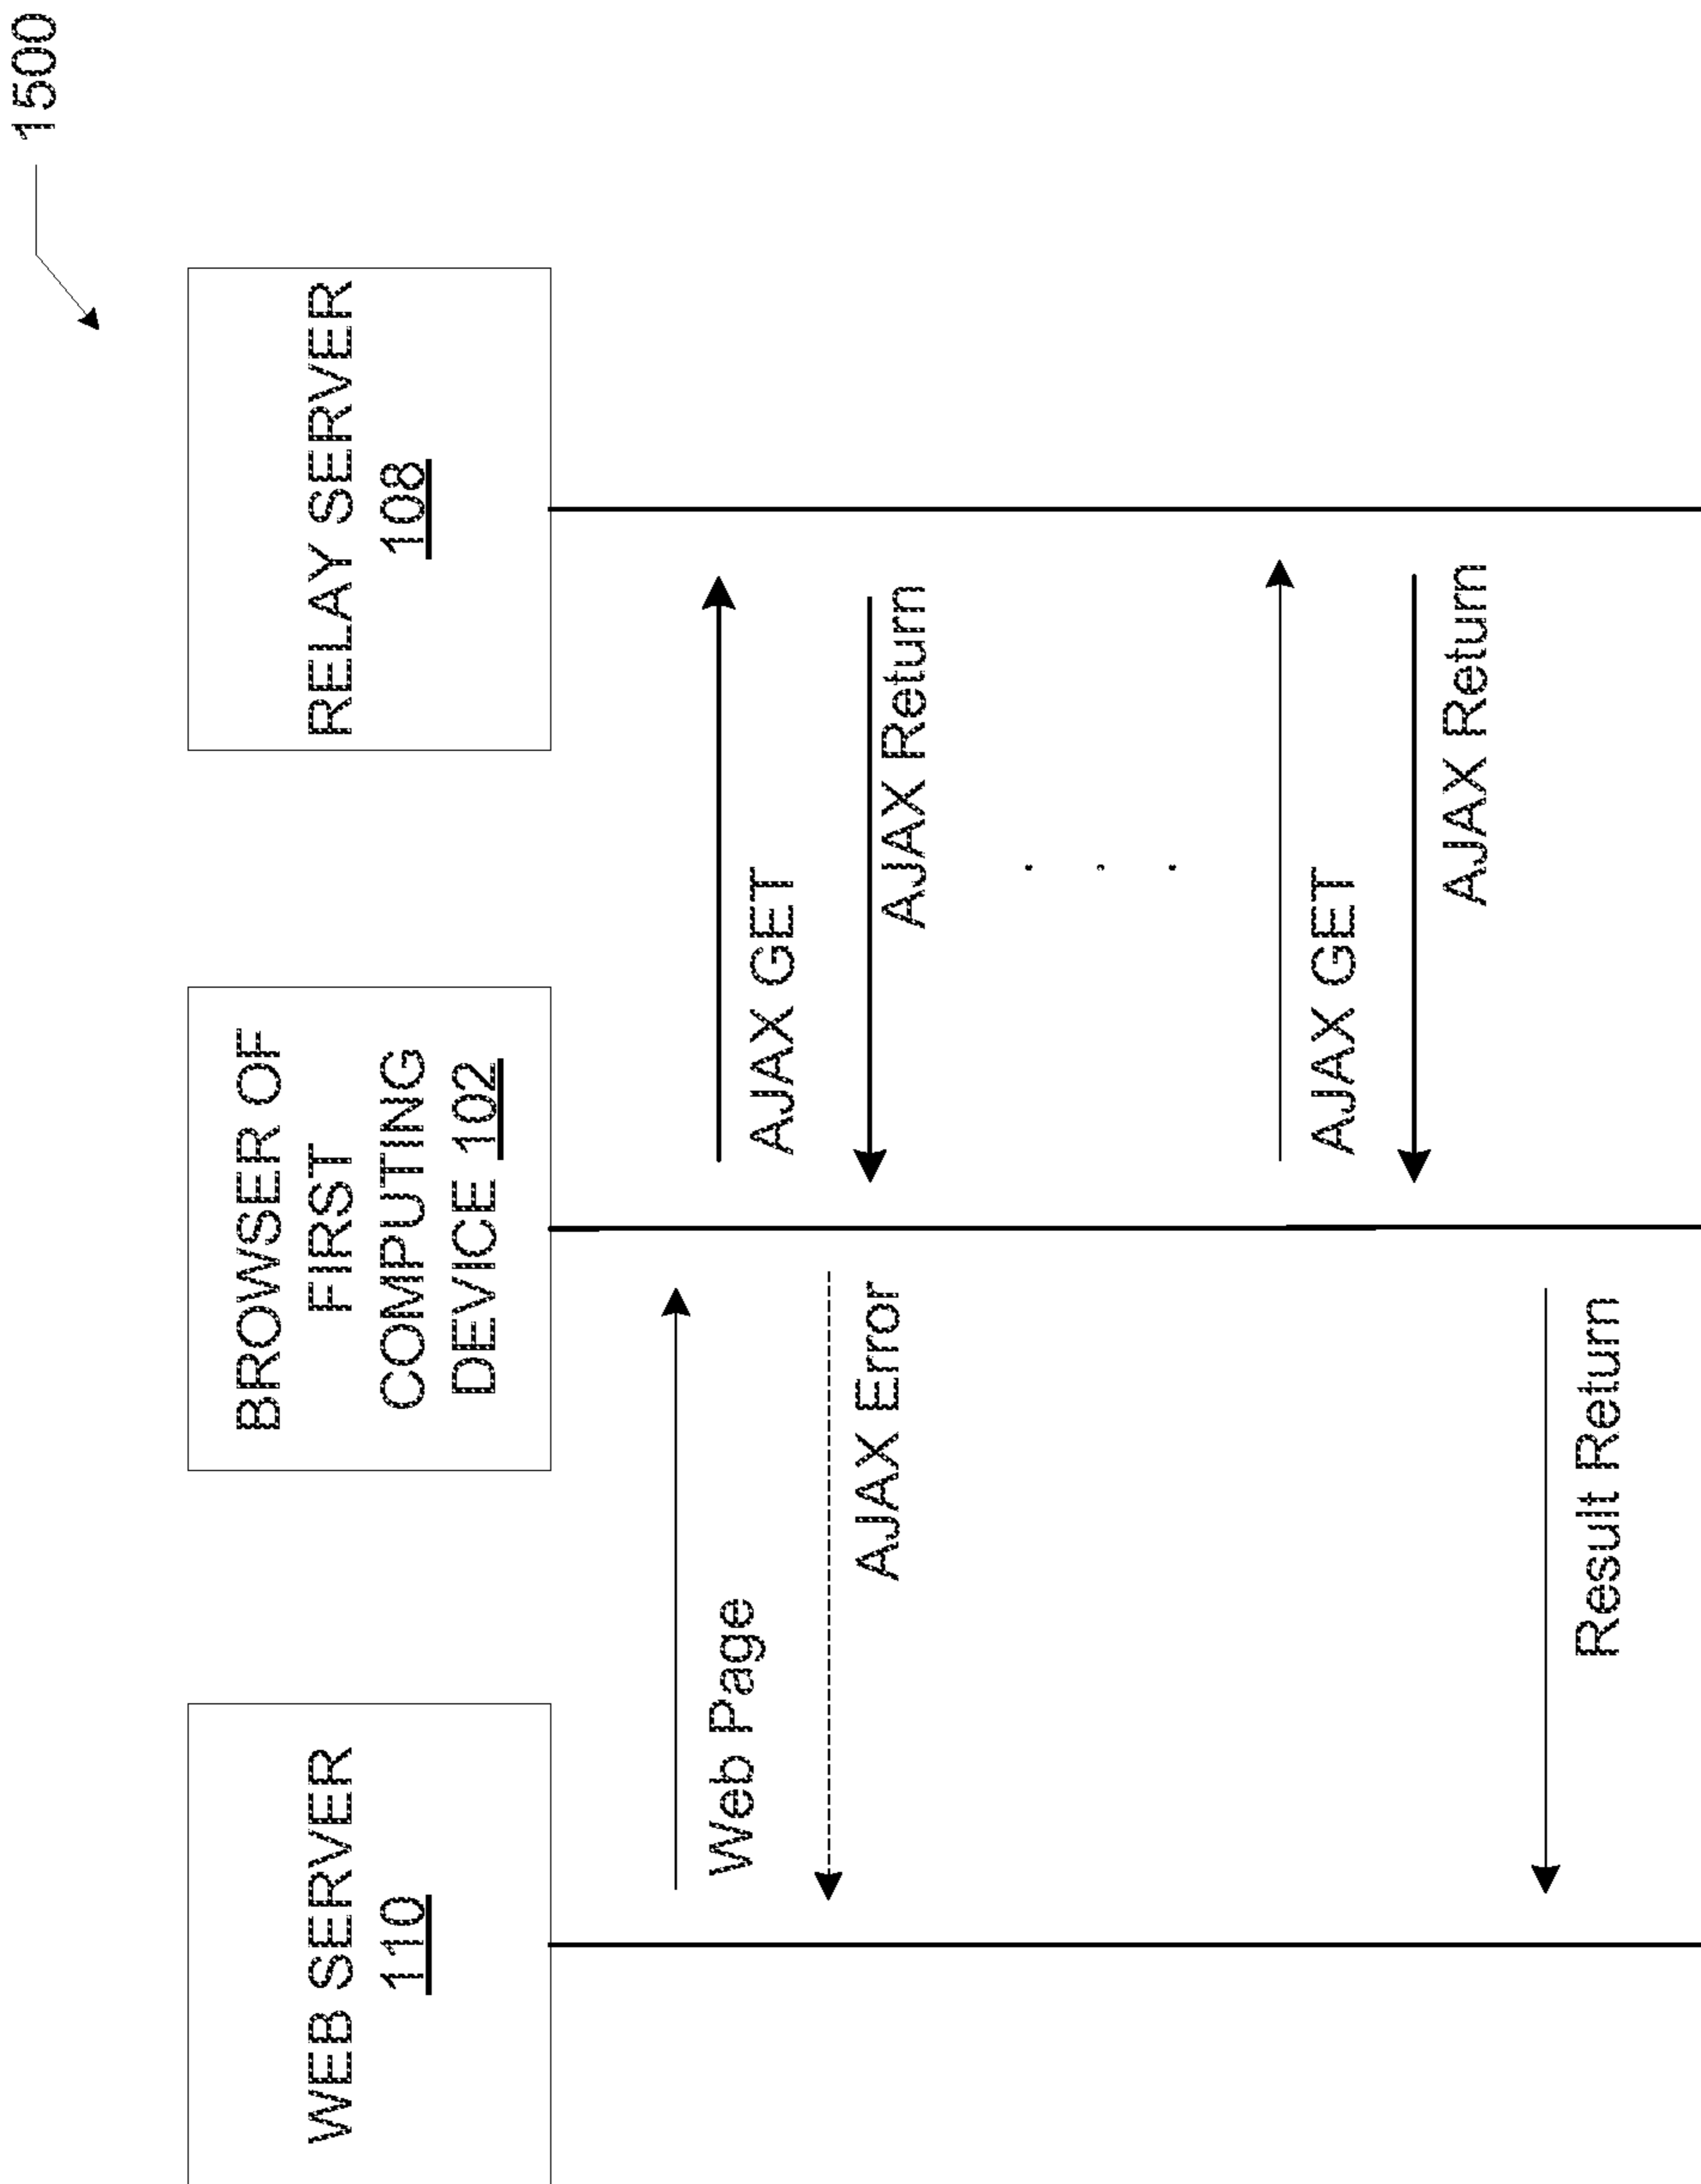 1500
WEB SERVER
110
BROWSER OF
FIRST
COMPUTING
DEVICE 102
RELAY SERVER
108
Web Page
AJAX GET
AJAX Error
AJAX Return
AJAX GET
AJAX Return
Result Return